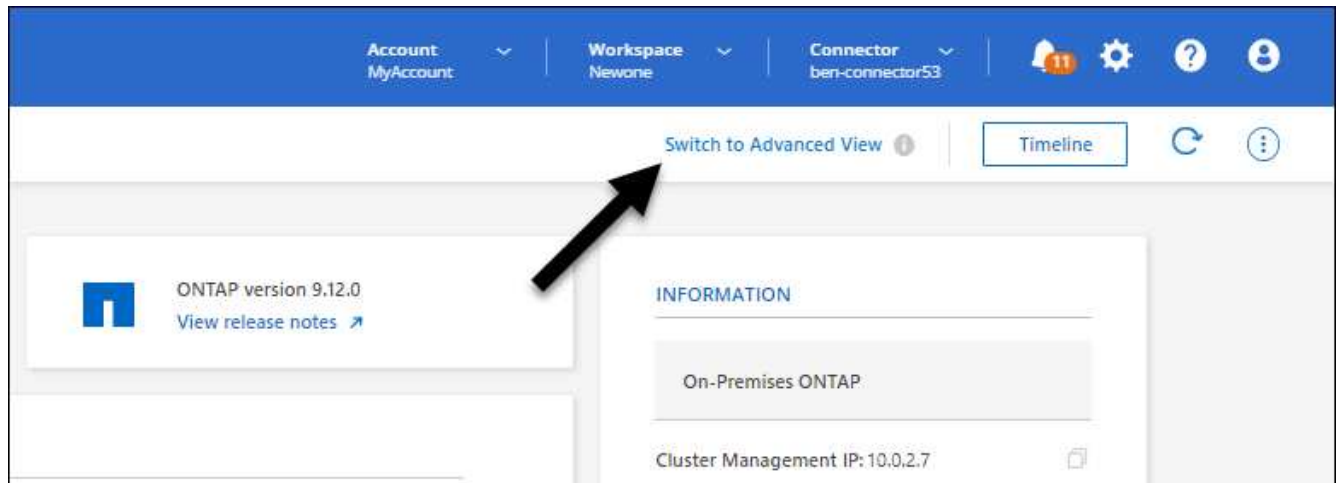 Account
MyAccount
Workspace
Newone
Connector
ben-connector53
11
Switch to Advanced View
Timeline
ONTAP version 9.12.0
View release notes
INFORMATION
On-Premises ONTAP
Cluster Management IP: 10.0.2.7